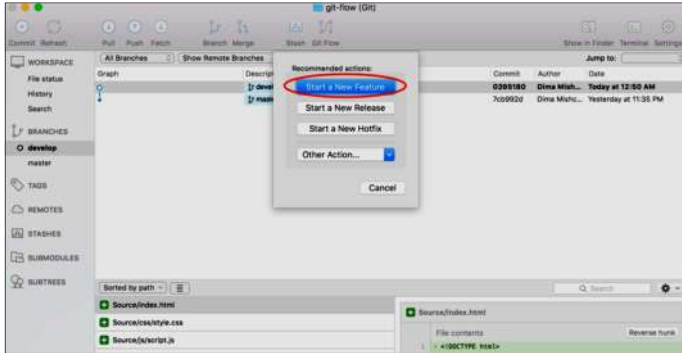 git-flow (Git)
Commit Refresh Pull Push Fetch Branch Merge Stash Git Flow Show in Finder Terminal Settings
WORKSPACE
File status
History
Search
BRANCHES
develop
master
TAGS
REMOTES
STASHES
SUBMODULES
SUBTREES
All Branches Show Remote Branches Jump to:
Graph Descrip Commit Author Date
devel 0395180 Dima Mish... Today at 12:50 AM
mast 7cb992d Dima Mishc... Yesterday at 11:35 PM
Recommended actions:
Start a New Feature
Start a New Release
Start a New Hotfix
Other Action...
Cancel
Sorted by path Search
Source/index.html
Source/css/style.css
Source/js/script.js
Source/index.html
File contents Reverse hunk
1 + <!DOCTYPE html>